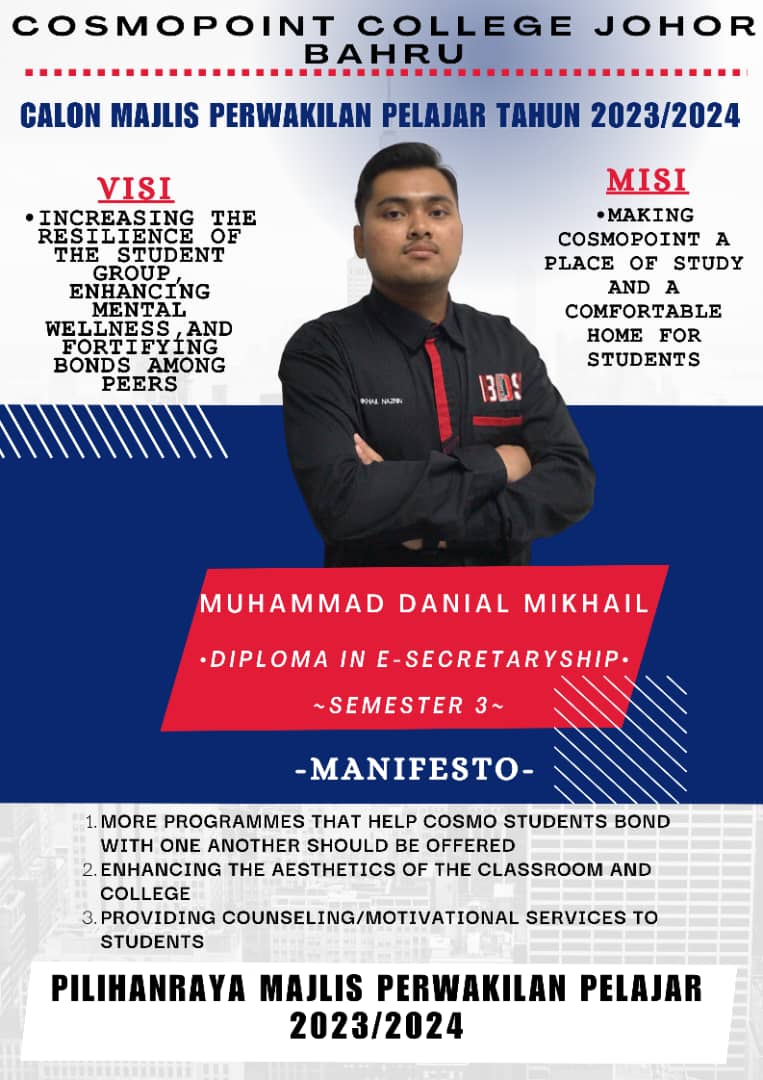 COSMOPOINT COLLEGE JOHOR
BAHRU
CALON MAJLIS PERWAKILAN PELAJAR TAHUN 2023/2024
VISI
•INCREASING THE
RESILIENCE OF
THE STUDENT
GROUP,
ENHANCING
MENTAL
WELLNESS,AND
FORTIFYING
BONDS AMONG
PEERS
MISI
•MAKING
COSMOPOINT A
PLACE OF STUDY
AND A
COMFORTABLE
HOME FOR
STUDENTS
BDS
MUHAMMAD DANIAL MIKHAIL
•DIPLOMA IN E-SECRETARYSHIP•
~SEMESTER 3~
-MANIFESTO-
1. MORE PROGRAMMES THAT HELP COSMO STUDENTS BOND
WITH ONE ANOTHER SHOULD BE OFFERED
2. ENHANCING THE AESTHETICS OF THE CLASSROOM AND
COLLEGE
3. PROVIDING COUNSELING/MOTIVATIONAL SERVICES TO
STUDENTS
PILIHANRAYA MAJLIS PERWAKILAN PELAJAR
2023/2024